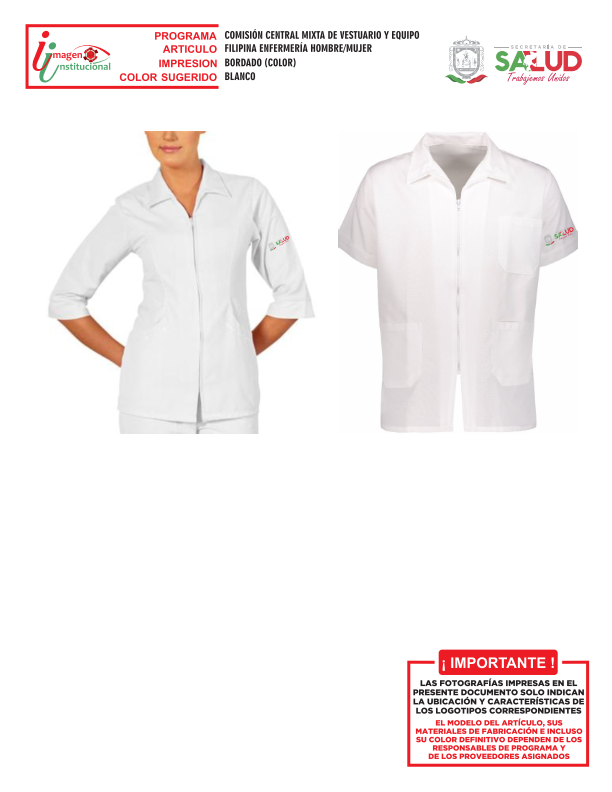 imagen
institucional
PROGRAMA COMISIÓN CENTRAL MIXTA DE VESTUARIO Y EQUIPO
ARTICULO FILIPINA ENFERMERÍA HOMBRE/MUJER
IMPRESION BORDADO (COLOR)
COLOR SUGERIDO BLANCO
SECRETARÍA DE
SALUD
Trabajemos Unidos
SALUD
SALUD
¡ IMPORTANTE !
LAS FOTOGRAFÍAS IMPRESAS EN EL
PRESENTE DOCUMENTO SOLO INDICAN
LA UBICACIÓN Y CARACTERÍSTICAS DE
LOS LOGOTIPOS CORRESPONDIENTES
EL MODELO DEL ARTÍCULO, SUS
MATERIALES DE FABRICACIÓN E INCLUSO
SU COLOR DEFINITIVO DEPENDEN DE LOS
RESPONSABLES DE PROGRAMA Y
DE LOS PROVEEDORES ASIGNADOS